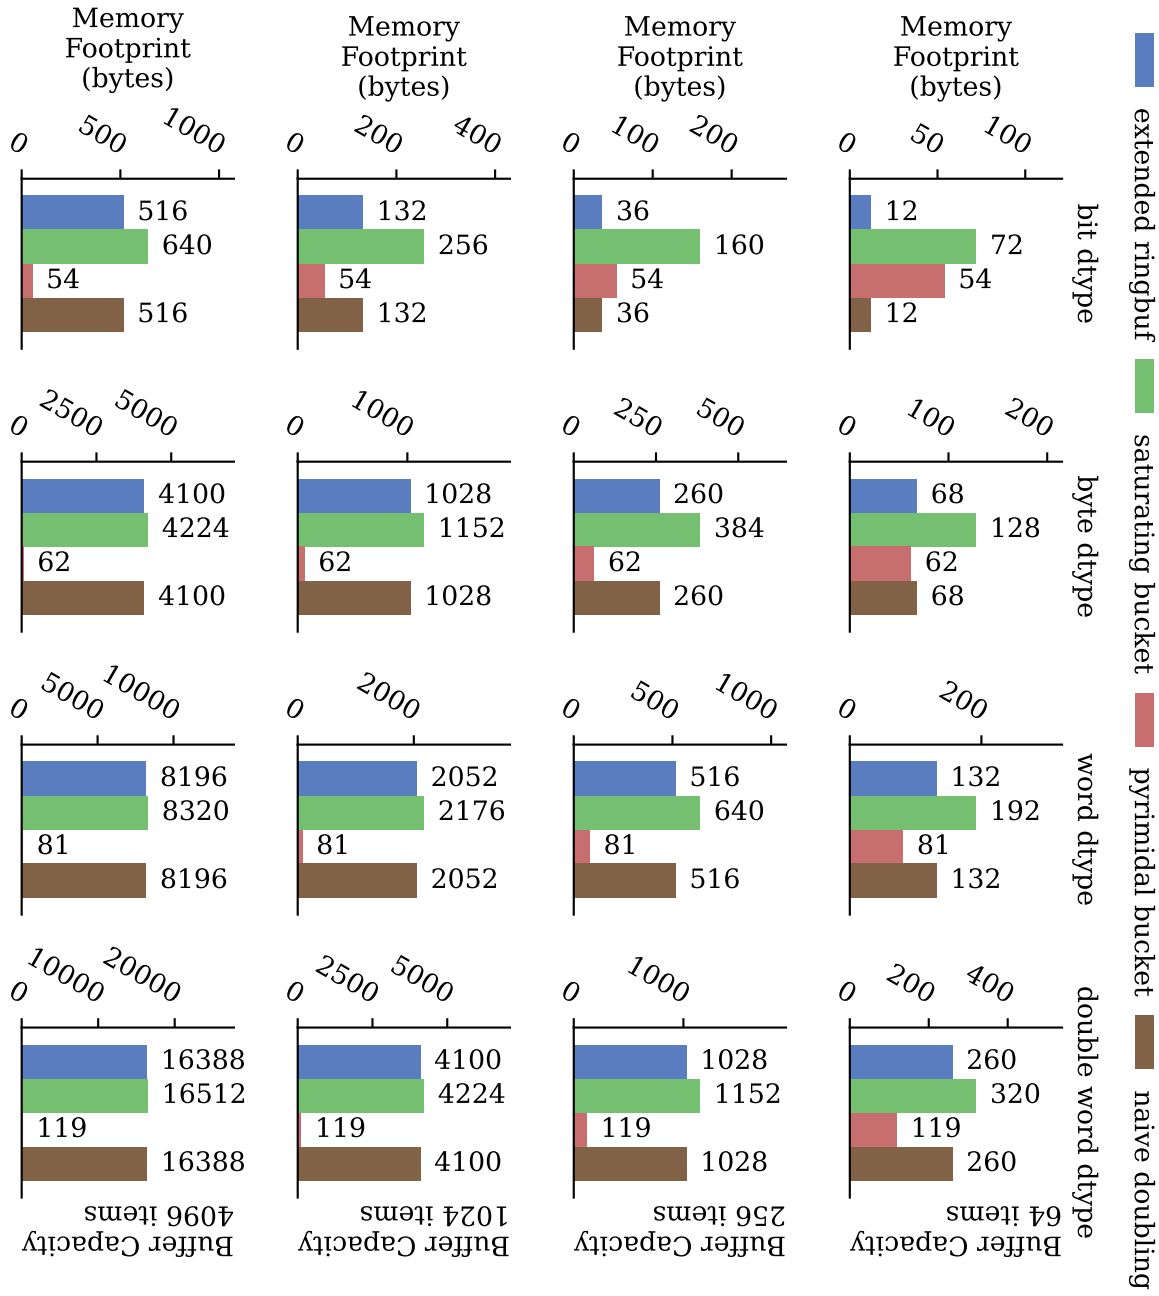 Memory
Footprint
(bytes)
Memory
Footprint
(bytes)
Memory
Footprint
(bytes)
Memory
Footprint
(bytes)
0 500 1000
0 200 400
0 100 200
0 50 100
516
640
54
516
132
256
54
132
36
160
54
36
12
72
54
12
bit dtype
0 2500 5000
0 1000
0 250 500
0 100 200
4100
4224
62
4100
1028
1152
62
1028
260
384
62
260
68
128
62
68
byte dtype
0 5000 10000
0 2000
0 500 1000
0 200
8196
8320
81
8196
2052
2176
81
2052
516
640
81
516
132
192
81
132
word dtype
0 10000 20000
0 2500 5000
0 1000
0 200 400
16388
16512
119
16388
4100
4224
119
4100
1028
1152
119
1028
260
320
119
260
double word dtype
Buffer Capacity
4096 items
Buffer Capacity
1024 items
Buffer Capacity
256 items
Buffer Capacity
64 items
extended ringbuf
saturating bucket
pyrimidal bucket
naive doubling